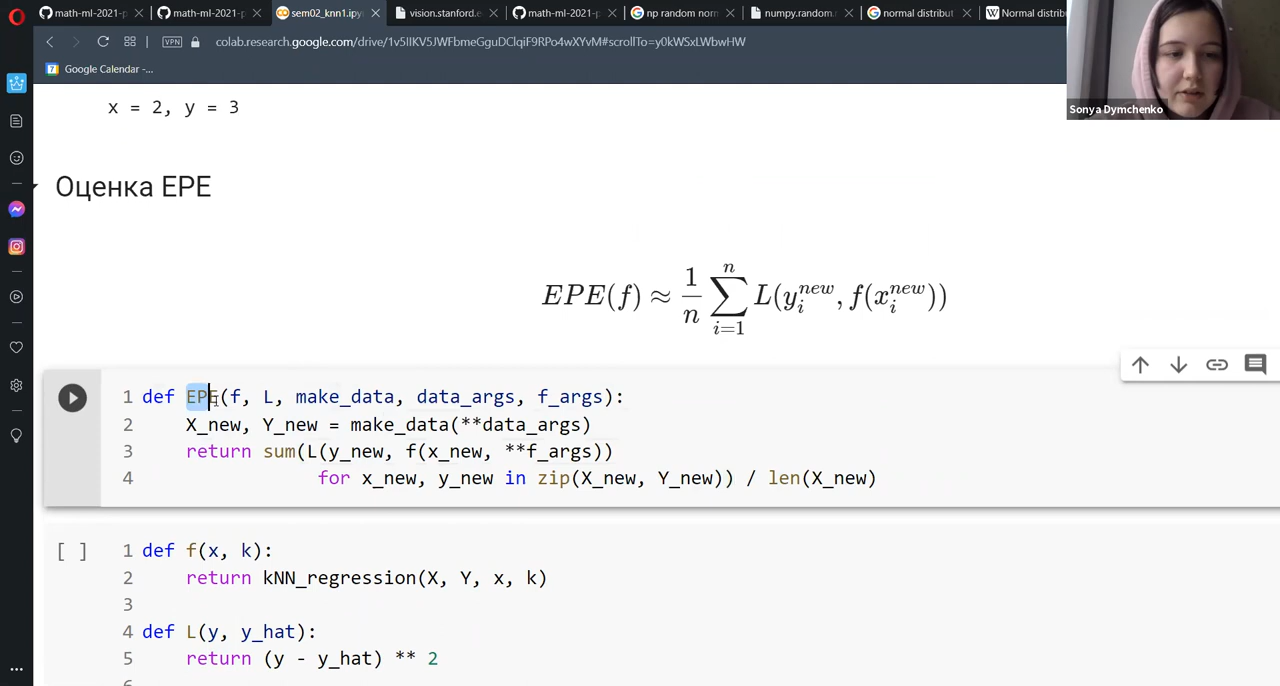 math-ml-2021-p
math-ml-2021-p
sem02_knn1.ipyn
vision.stanford.e
math-ml-2021-p
np random norm
numpy.random.
normal distribut
Normal distrib
VPN
colab.research.google.com/drive/1v5IIKV5JWFbmeGguDClqiF9RPo4wXYvM#scrollTo=y0kWSxLWbwHW
7 Google Calendar -...
Sonya Dymchenko
x = 2, y = 3
Оценка EPE
EPE(f) ≈ 1/n ∑_{i=1}^{n} L(y_i^{new}, f(x_i^{new}))
1 def EPE(f, L, make_data, data_args, f_args):
2 X_new, Y_new = make_data(**data_args)
3 return sum(L(y_new, f(x_new, **f_args))
4 for x_new, y_new in zip(X_new, Y_new)) / len(X_new)
[ ] 1 def f(x, k):
2 return kNN_regression(X, Y, x, k)
3
4 def L(y, y_hat):
5 return (y - y_hat) ** 2